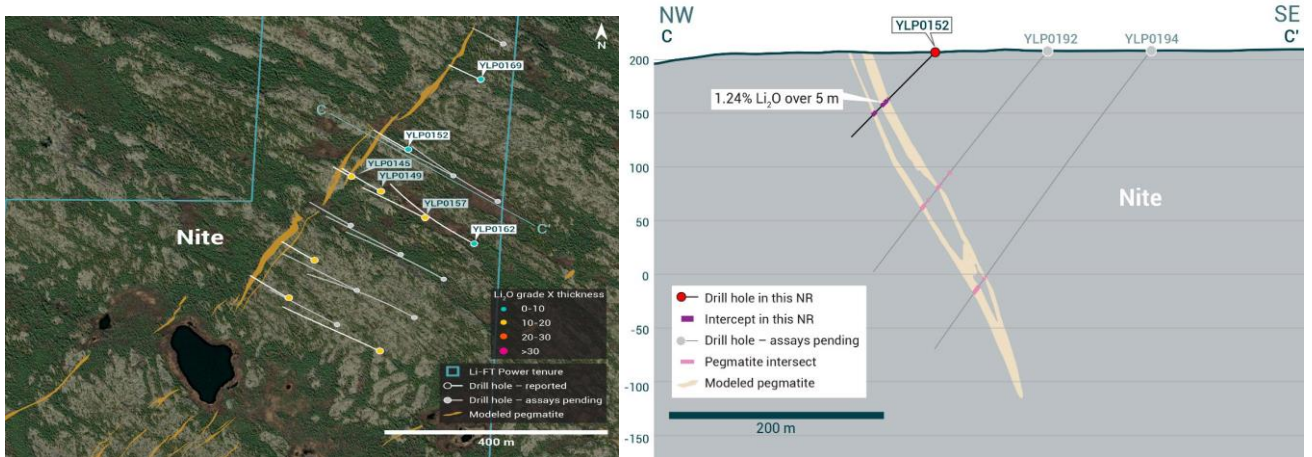 N
YLP0169
C
YLP0152
YLP0145
YLP0149
YLP0157
C'
YLP0162
Nite
Li₂O grade X thickness
0-10
10-20
20-30
>30
Li-FT Power tenure
Drill hole – reported
Drill hole – assays pending
Modeled pegmatite
400 m
NW
SE
C
C'
YLP0152
YLP0192
YLP0194
200
1.24% Li₂O over 5 m
150
100
Nite
50
0
-50
-100
-150
Drill hole in this NR
Intercept in this NR
Drill hole – assays pending
Pegmatite intersect
Modeled pegmatite
200 m